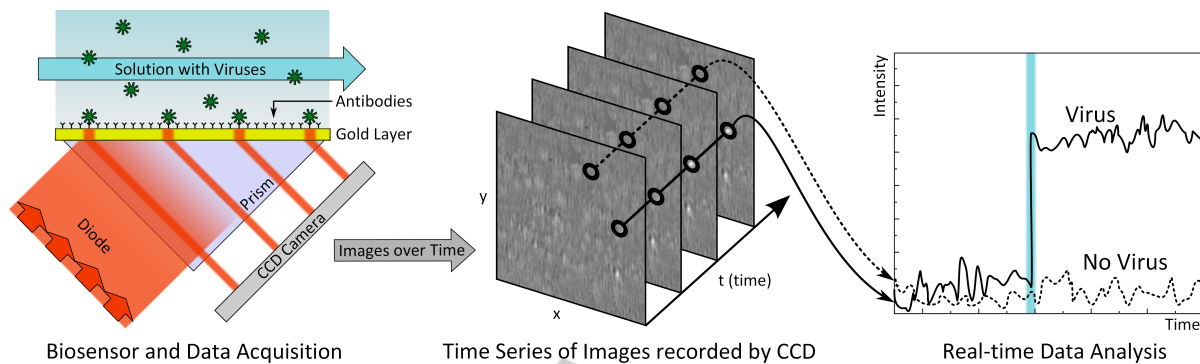 Solution with Viruses
Antibodies
Gold Layer
Prism
Diode
CCD Camera
Biosensor and Data Acquisition
Images over Time
y
x
t (time)
Time Series of Images recorded by CCD
Intensity
Virus
No Virus
Time
Real-time Data Analysis